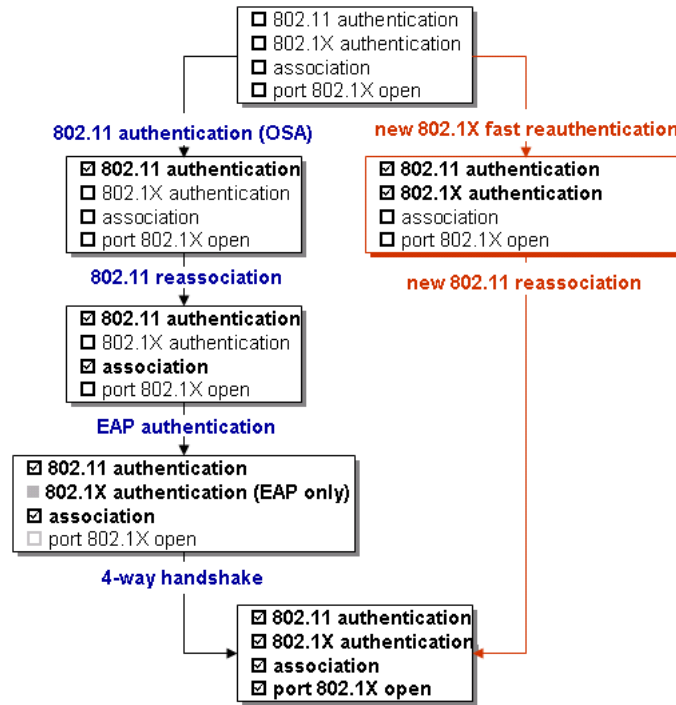 802.11 authentication
802.1X authentication
association
port 802.1X open
802.11 authentication (OSA)
new 802.1X fast reauthentication
802.11 authentication
802.1X authentication
association
port 802.1X open
802.11 authentication
802.1X authentication
association
port 802.1X open
802.11 reassociation
new 802.11 reassociation
802.11 authentication
802.1X authentication
association
port 802.1X open
EAP authentication
802.11 authentication
802.1X authentication (EAP only)
association
port 802.1X open
4-way handshake
802.11 authentication
802.1X authentication
association
port 802.1X open